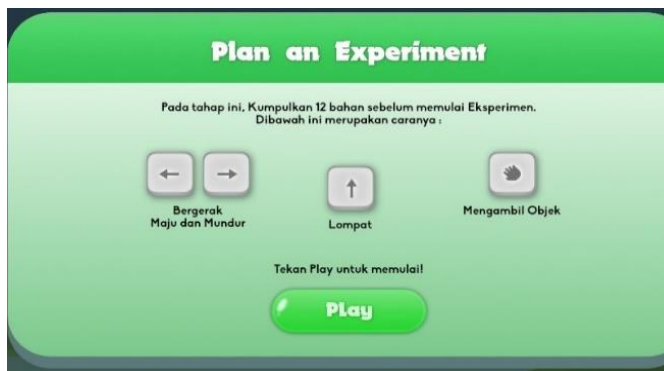 Plan an Experiment
Pada tahap ini, Kumpulkan 12 bahan sebelum memulai Eksperimen.
Dibawah ini merupakan caranya :
Bergerak
Maju dan Mundur
Lompat
Mengambil Objek
Tekan Play untuk memulai!
Play